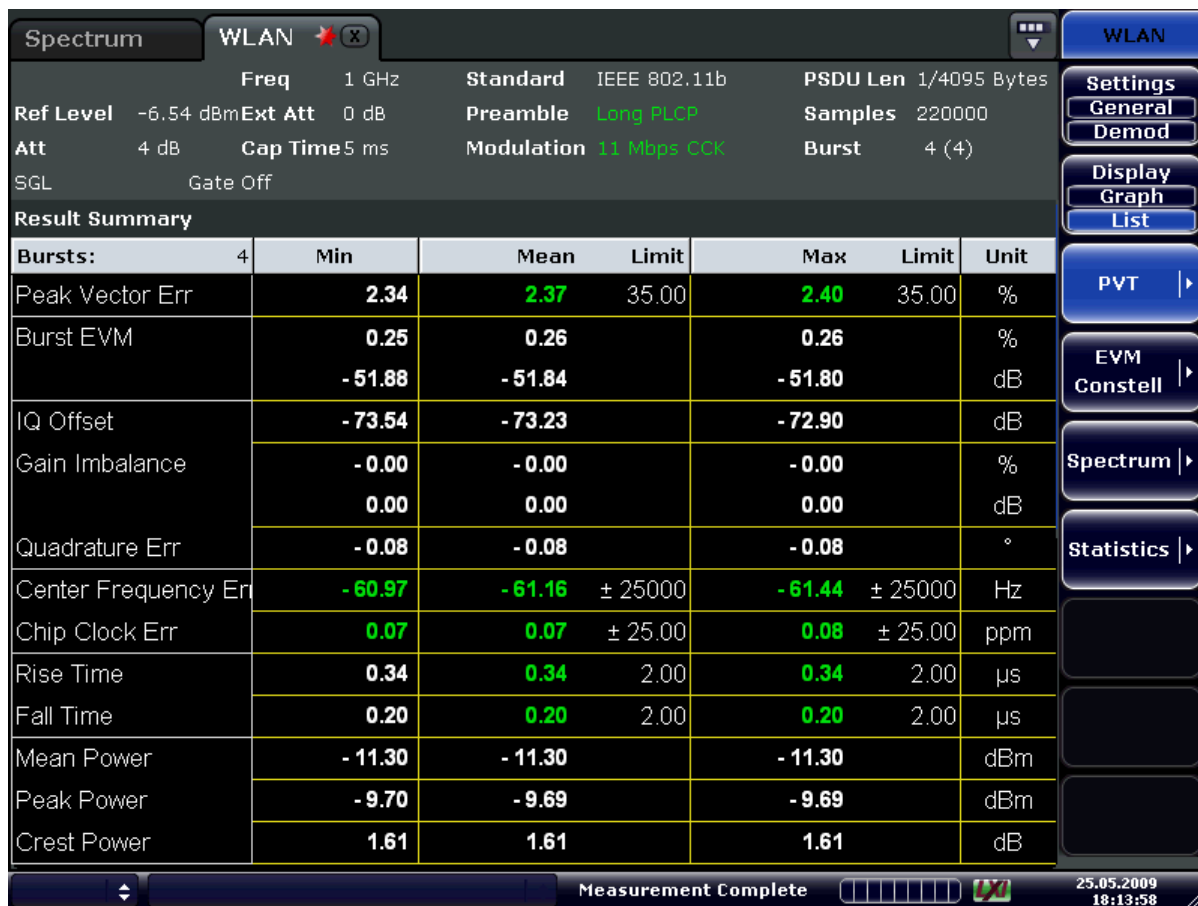 Spectrum WLAN x
Freq 1 GHz Standard IEEE 802.11b PSDU Len 1/4095 Bytes
Ref Level -6.54 dBm Ext Att 0 dB Preamble Long PLCP Samples 220000
Att 4 dB Cap Time 5 ms Modulation 11 Mbps CCK Burst 4 (4)
SGL Gate Off
Result Summary
Bursts: 4 Min Mean Limit Max Limit Unit
Peak Vector Err 2.34 2.37 35.00 2.40 35.00 %
Burst EVM 0.25 0.26 0.26 %
- 51.88 - 51.84 - 51.80 dB
IQ Offset - 73.54 - 73.23 - 72.90 dB
Gain Imbalance - 0.00 - 0.00 - 0.00 %
0.00 0.00 0.00 dB
Quadrature Err - 0.08 - 0.08 - 0.08 °
Center Frequency Err - 60.97 - 61.16 ± 25000 - 61.44 ± 25000 Hz
Chip Clock Err 0.07 0.07 ± 25.00 0.08 ± 25.00 ppm
Rise Time 0.34 0.34 2.00 0.34 2.00 µs
Fall Time 0.20 0.20 2.00 0.20 2.00 µs
Mean Power - 11.30 - 11.30 - 11.30 dBm
Peak Power - 9.70 - 9.69 - 9.69 dBm
Crest Power 1.61 1.61 1.61 dB
Measurement Complete LXI 25.05.2009
18:13:58
WLAN
Settings
General
Demod
Display
Graph
List
PVT
EVM
Constell
Spectrum
Statistics